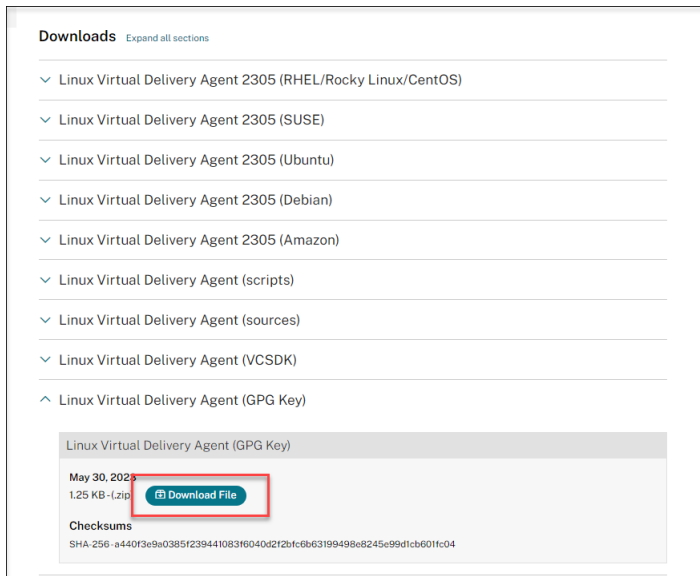 Downloads Expand all sections
Linux Virtual Delivery Agent 2305 (RHEL/Rocky Linux/CentOS)
Linux Virtual Delivery Agent 2305 (SUSE)
Linux Virtual Delivery Agent 2305 (Ubuntu)
Linux Virtual Delivery Agent 2305 (Debian)
Linux Virtual Delivery Agent 2305 (Amazon)
Linux Virtual Delivery Agent (scripts)
Linux Virtual Delivery Agent (sources)
Linux Virtual Delivery Agent (VCSDK)
Linux Virtual Delivery Agent (GPG Key)
Linux Virtual Delivery Agent (GPG Key)
May 30, 2023
1.25 KB - (.zip) Download File
Checksums
SHA-256 - a440f3e9a0385f239441083f6040d2f2bfc6b63199498e8245e99d1cb601fc04